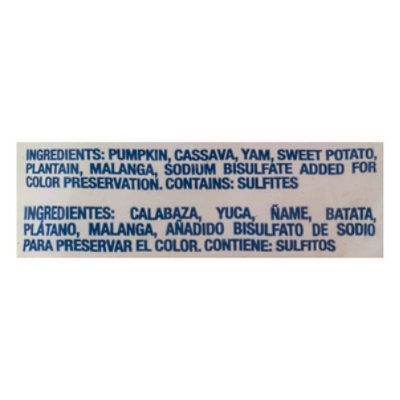 INGREDIENTS: PUMPKIN, CASSAVA, YAM, SWEET POTATO,
PLANTAIN, MALANGA, SODIUM BISULFATE ADDED FOR
COLOR PRESERVATION. CONTAINS: SULFITES
INGREDIENTES: CALABAZA, YUCA, ÑAME, BATATA,
PLÁTANO, MALANGA, AÑADIDO BISULFATO DE SODIO
PARA PRESERVAR EL COLOR. CONTIENE: SULFITOS